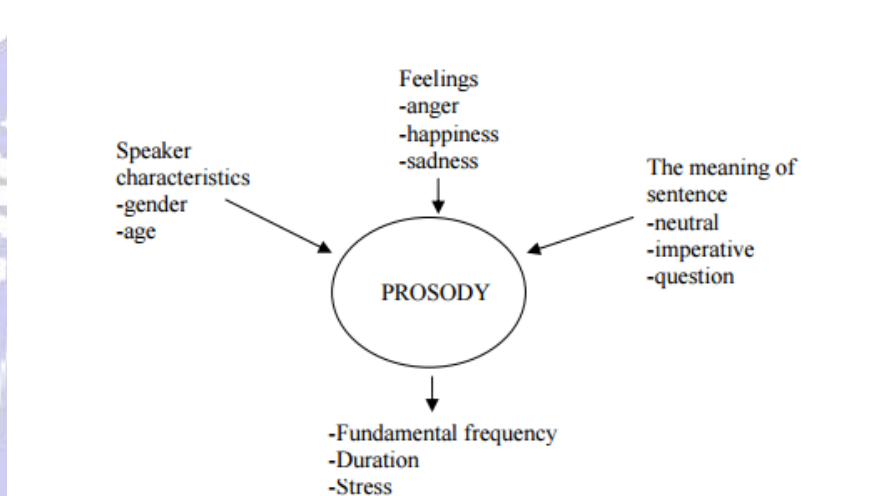 Feelings
-anger
-happiness
-sadness
Speaker
characteristics
-gender
-age
The meaning of
sentence
-neutral
-imperative
-question
PROSODY
-Fundamental frequency
-Duration
-Stress